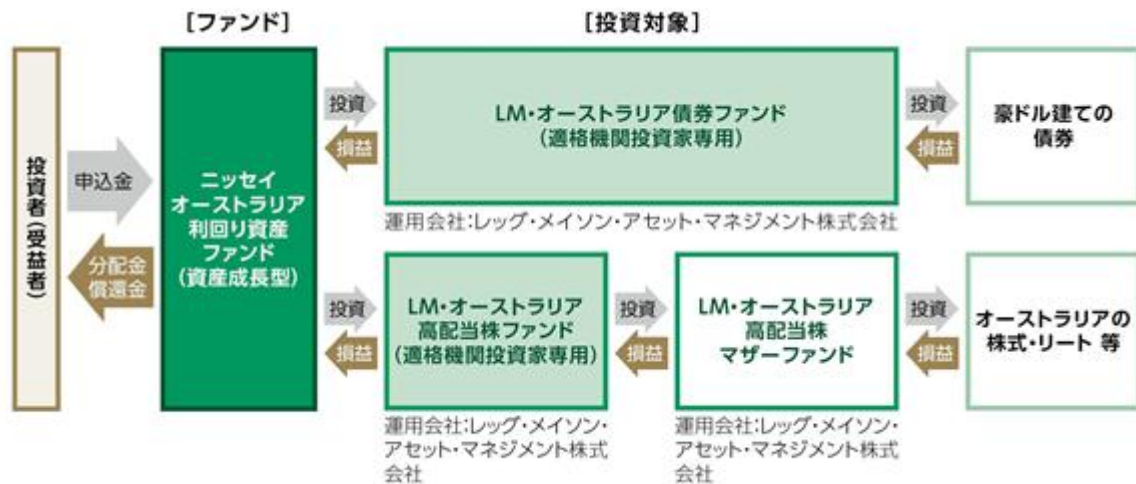 [ファンド]
[投資対象]
投資者(受益者)
申込金
分配金
償還金
ニッセイ
オーストラリア
利回り資産
ファンド
(資産成長型)
投資
損益
LM・オーストラリア債券ファンド
(適格機関投資家専用)
運用会社:レッグ・メイソン・アセット・マネジメント株式会社
投資
損益
豪ドル建ての
債券
投資
損益
LM・オーストラリア
高配当株ファンド
(適格機関投資家専用)
運用会社:レッグ・メイソン・
アセット・マネジメント株式
会社
投資
損益
LM・オーストラリア
高配当株
マザーファンド
運用会社:レッグ・メイソン・
アセット・マネジメント株式
会社
投資
損益
オーストラリアの
株式・リート 等